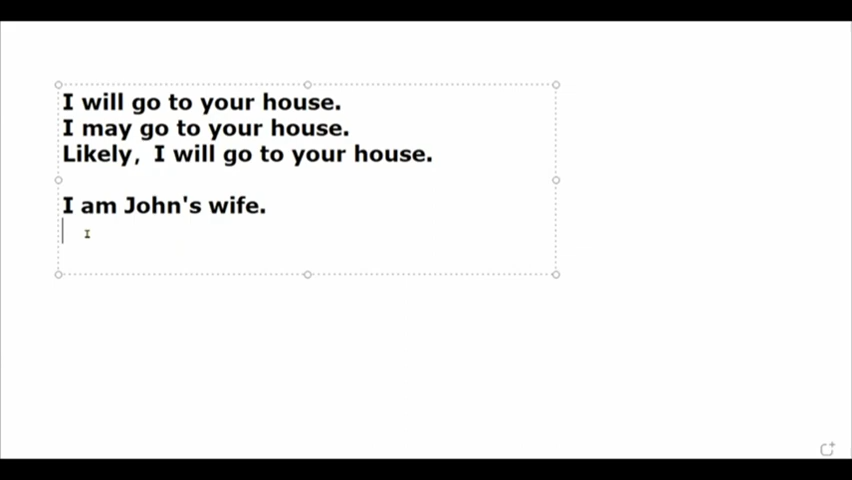 I will go to your house.
I may go to your house.
Likely, I will go to your house.
I am John's wife.